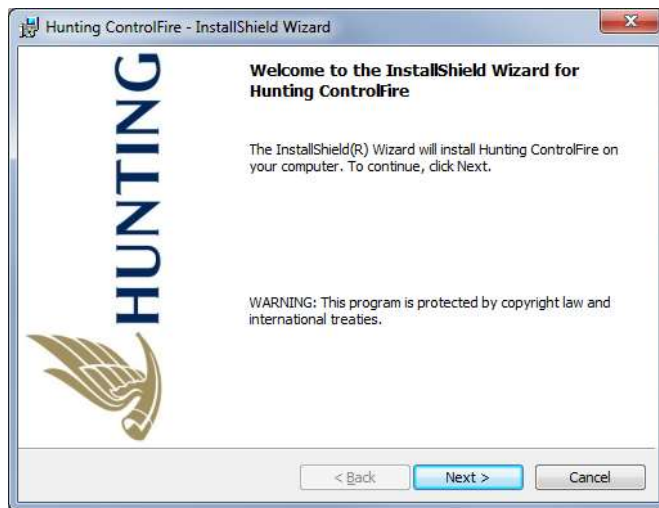 Hunting ControlFire - InstallShield Wizard
HUNTING
Welcome to the InstallShield Wizard for
Hunting ControlFire
The InstallShield(R) Wizard will install Hunting ControlFire on
your computer. To continue, click Next.
WARNING: This program is protected by copyright law and
international treaties.
< Back
Next >
Cancel